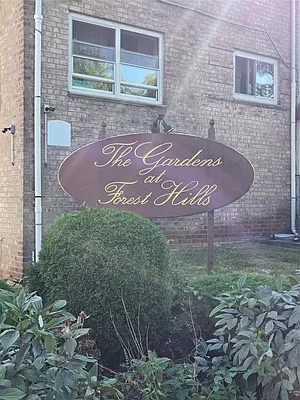 The Gardens
at
Forest Hills